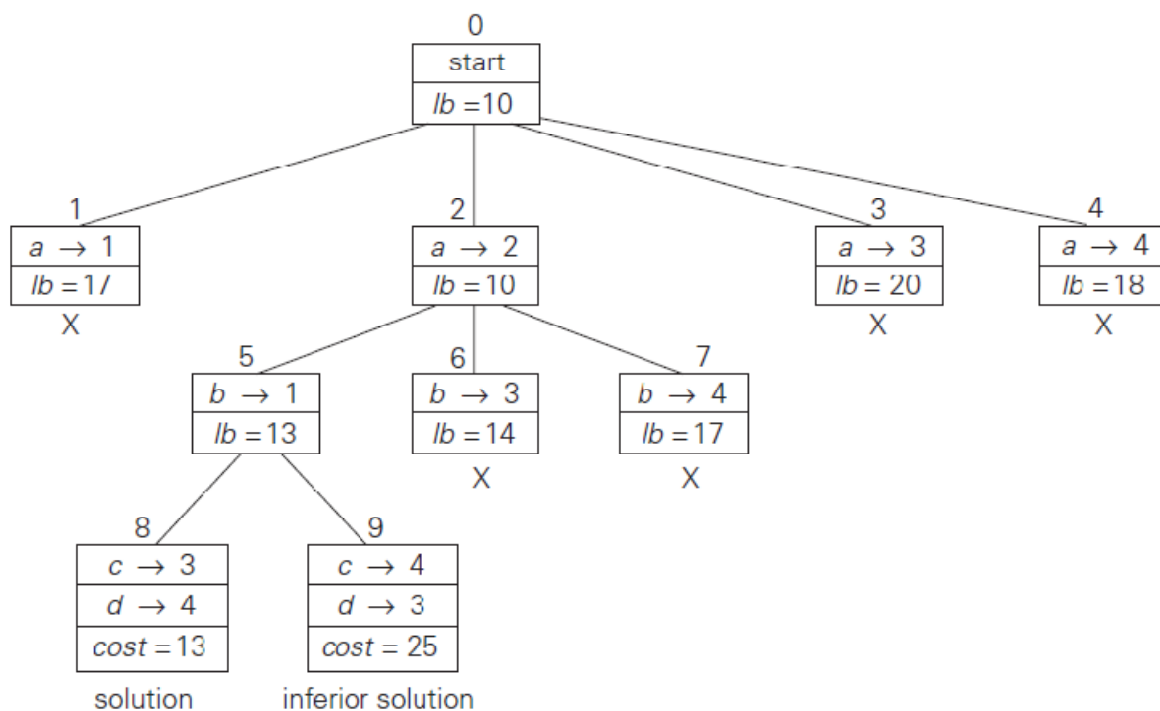 0
start
lb = 10
1
2
3
4
a → 1
a → 2
a → 3
a → 4
lb = 17
lb = 10
lb = 20
lb = 18
X
X
X
5
6
7
b → 1
b → 3
b → 4
lb = 13
lb = 14
lb = 17
X
X
8
9
c → 3
c → 4
d → 4
d → 3
cost = 13
cost = 25
solution
inferior solution